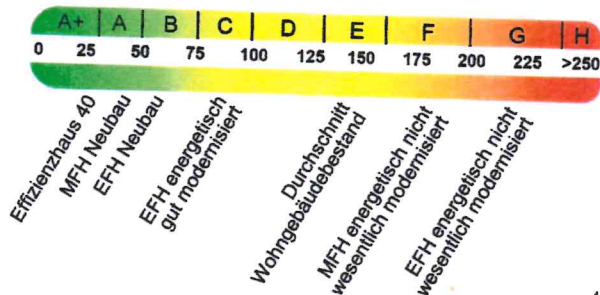 A+ A B C D E F G H
0 25 50 75 100 125 150 175 200 225 >250
Effizienzhaus 40
MFH Neubau
EFH Neubau
EFH energetisch
gut modernisiert
Durchschnitt
Wohngebäudebestand
MFH energetisch nicht
wesentlich modernisiert
EFH energetisch nicht
wesentlich modernisiert